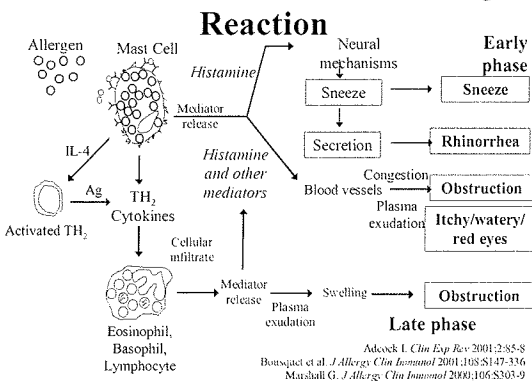 Reaction
Allergen
Mast Cell
Histamine
Neural
mechanisms
Early
phase
Sneeze
Sneeze
Mediator
release
Secretion
Rhinorrhea
IL-4
Histamine
and other
mediators
Congestion
Blood vessels
Obstruction
Plasma
exudation
Itchy/watery/
red eyes
Ag
Activated TH2
TH2
Cytokines
Cellular
infiltrate
Mediator
release
Plasma
exudation
Swelling
Obstruction
Late phase
Eosinophil,
Basophil,
Lymphocyte
Adcock I. Clin Exp Rev 2001;2:85-8
Bousquet et al. J Allergy Clin Immunol 2001;108:S147-336
Marshall G. J Allergy Clin Immunol 2000;106:S303-9